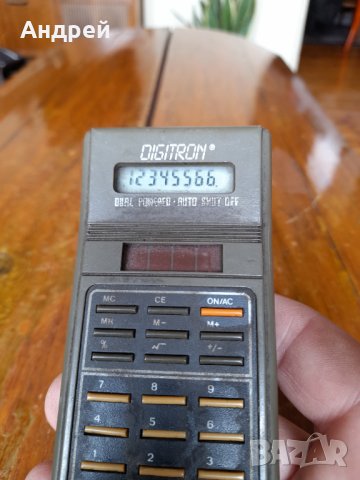 Андрей
DIGITRON®
12345566.
DUAL POWERED · AUTO SHUT OFF
MC CE ON/AC
MR M- M+
% √ +/-
7 8 9
4 5 6
1 2 3
BAZAR